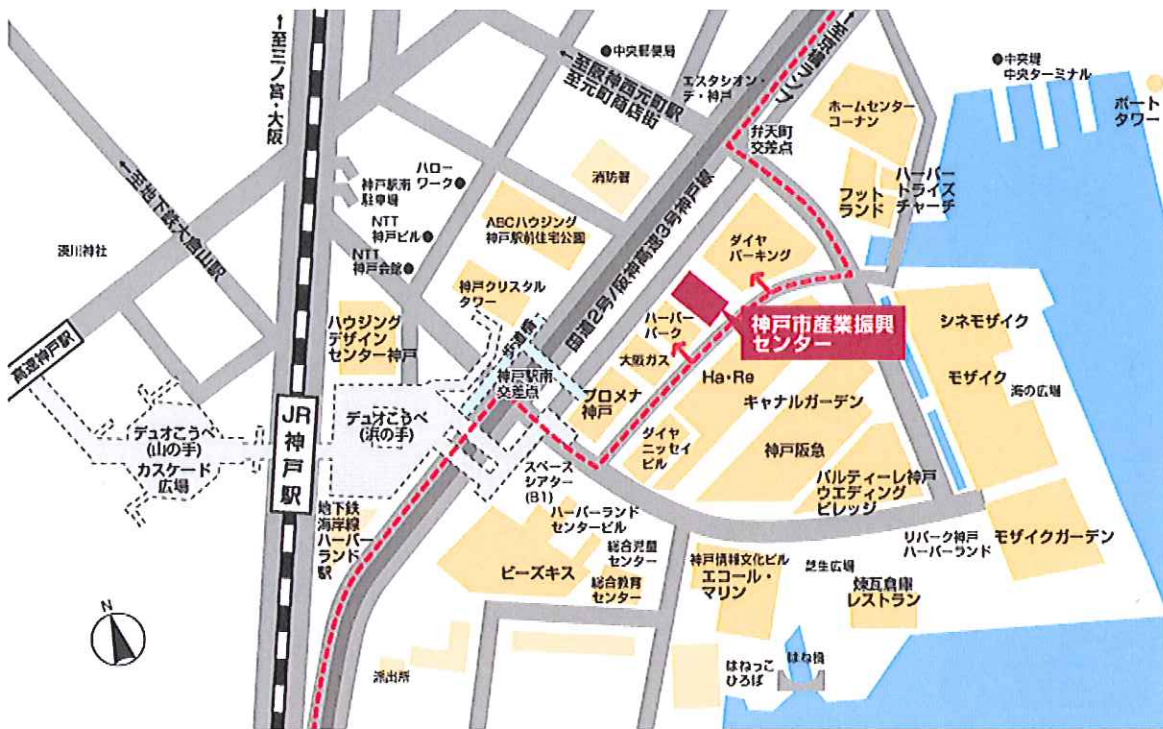 ←至三ノ宮・大阪
●中央郵便局
←至阪神西元町駅
至元町商店街
エスタシオン・
デ・神戸
←至京橋ランプ
ホームセンター
コーナン
●中央堤
中央ターミナル
ポート
タワー
弁天町
交差点
←至地下鉄大倉山駅
神戸駅南
駐車場
ハロー
ワーク●
消防署
フット
ランド
ハーバー
トライズ
チャーチ
NTT
神戸ビル●
ABCハウジング
神戸駅前住宅公園
国道2号/阪神高速3号神戸線
ダイヤ
パーキング
湊川神社
NTT
神戸会館●
神戸クリスタル
タワー
ハウジング
デザイン
センター神戸
歩道橋
ハーバー
パーク
神戸市産業振興
センター
シネモザイク
高速神戸駅
神戸駅南
交差点
大阪ガス
Ha・Re
モザイク
海の広場
プロメナ
神戸
キャナルガーデン
JR神戸駅
デュオこうべ
(浜の手)
デュオこうべ
(山の手)
カスケード
広場
ダイヤ
ニッセイ
ビル
神戸阪急
スペース
シアター
(B1)
バルティーレ神戸
ウエディング
ビレッジ
地下鉄
海岸線
ハーバー
ランド
駅
ハーバーランド
センタービル
リバーク神戸
ハーバーランド
モザイクガーデン
総合児童
センター
ビーズキス
総合教育
センター
神戸情報文化ビル
エコール・
マリン
芝生広場
煉瓦倉庫
レストラン
N
派出所
はねっこ
ひろば
はね橋